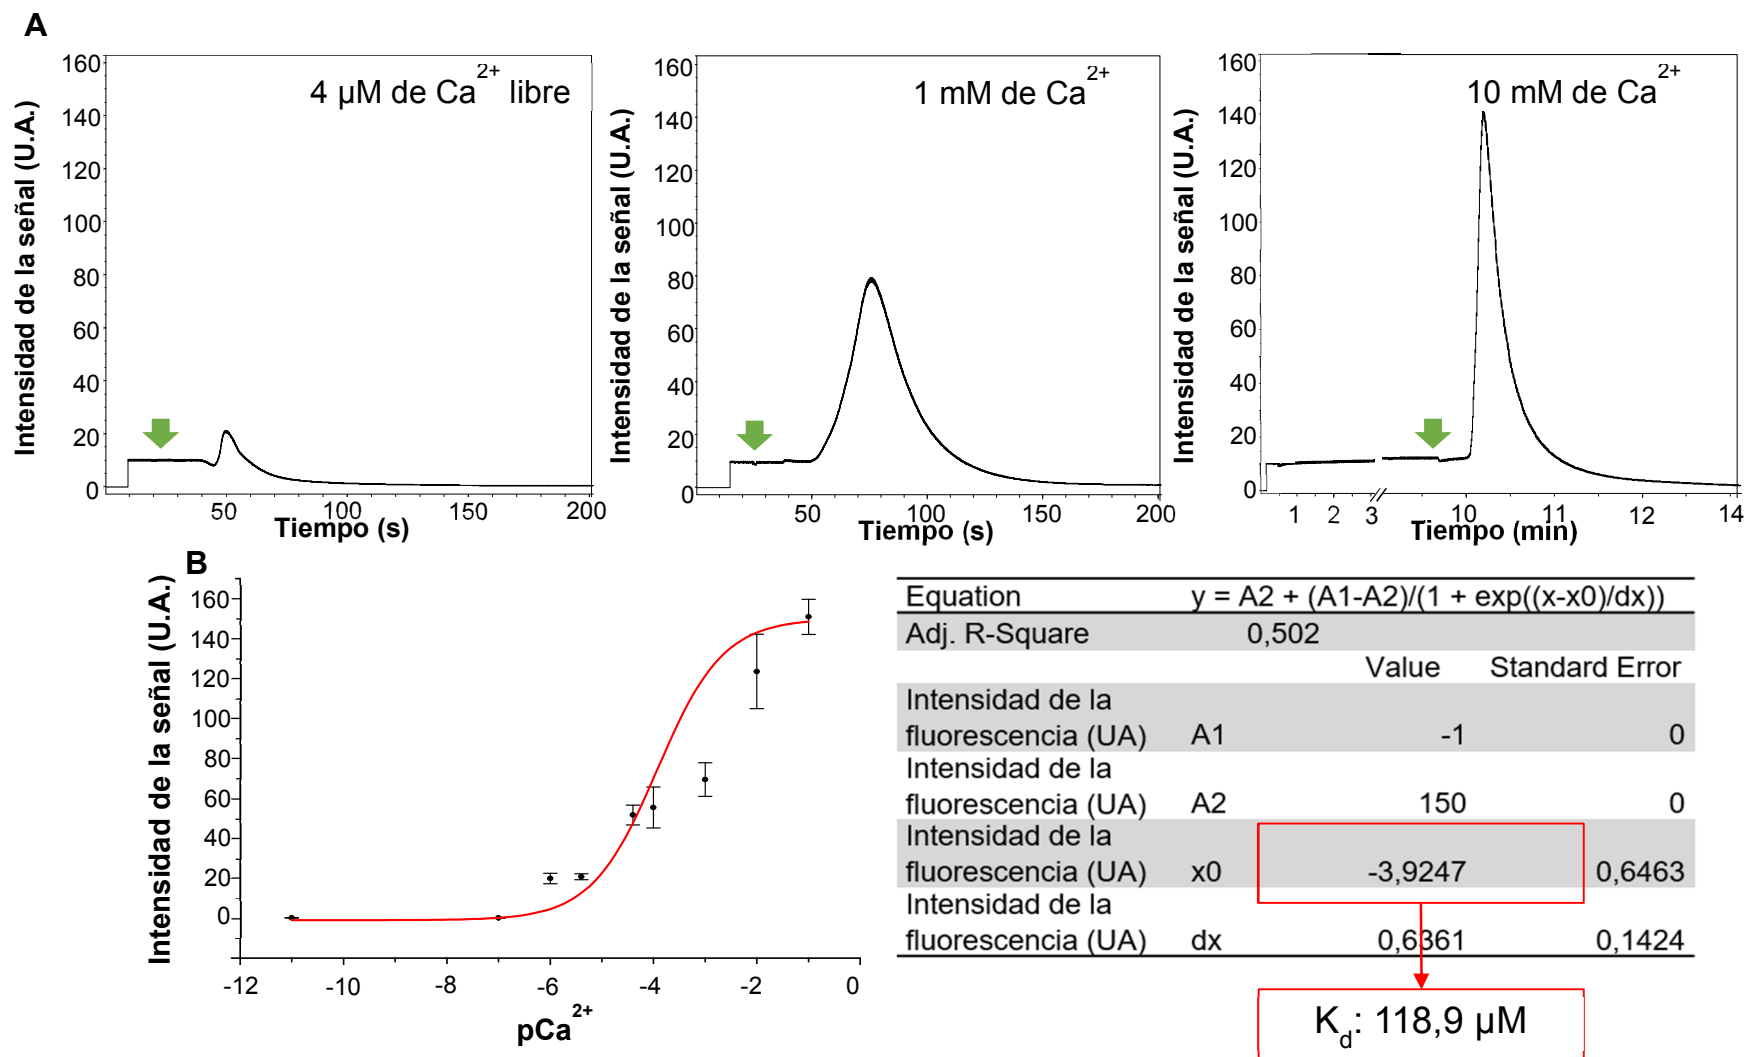 A
4 µM de Ca²⁺ libre
Intensidad de la señal (U.A.)
160
140
120
100
80
60
40
20
0
50
100
150
200
Tiempo (s)
1 mM de Ca²⁺
Intensidad de la señal (U.A.)
160
140
120
100
80
60
40
20
0
50
100
150
200
Tiempo (s)
10 mM de Ca²⁺
Intensidad de la señal (U.A.)
160
140
120
100
80
60
40
20
0
1
2
3
10
11
12
14
Tiempo (min)
B
Intensidad de la señal (U.A.)
160
140
120
100
80
60
40
20
0
-12
-10
-8
-6
-4
-2
0
pCa²⁺
Equation y = A2 + (A1-A2)/(1 + exp((x-x0)/dx))
Adj. R-Square 0,502
Value Standard Error
Intensidad de la
fluorescencia (UA) A1 -1 0
Intensidad de la
fluorescencia (UA) A2 150 0
Intensidad de la
fluorescencia (UA) x0 -3,9247 0,6463
Intensidad de la
fluorescencia (UA) dx 0,6361 0,1424
K_d: 118,9 µM